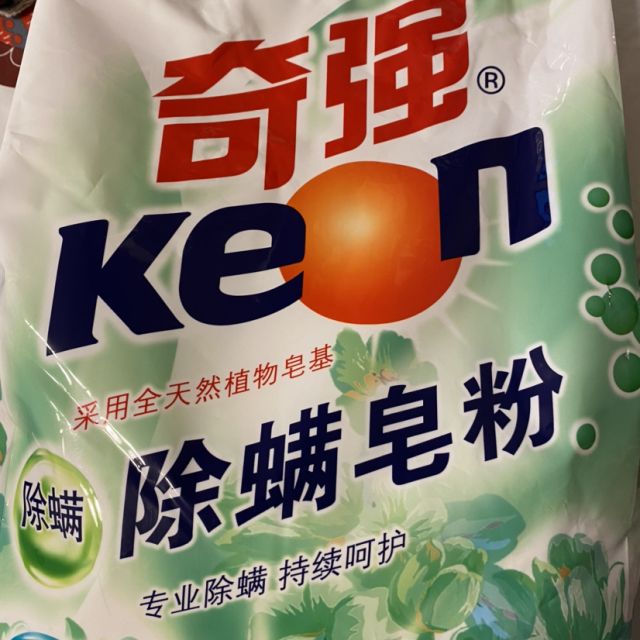 奇强®
Keon
采用全天然植物皂基
除螨皂粉
除螨
专业除螨 持续呵护